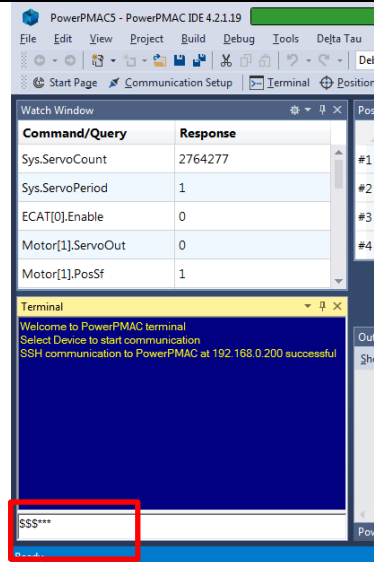 PowerPMAC5 - PowerPMAC IDE 4.2.1.19
File Edit View Project Build Debug Tools Delta Tau
Start Page Communication Setup Terminal Position
Watch Window
Command/Query Response
Sys.ServoCount 2764277
Sys.ServoPeriod 1
ECAT[0].Enable 0
Motor[1].ServoOut 0
Motor[1].PosSf 1
#1
#2
#3
#4
Terminal
Welcome to PowerPMAC terminal
Select Device to start communication
SSH communication to PowerPMAC at 192.168.0.200 successful
$$$***
Ready